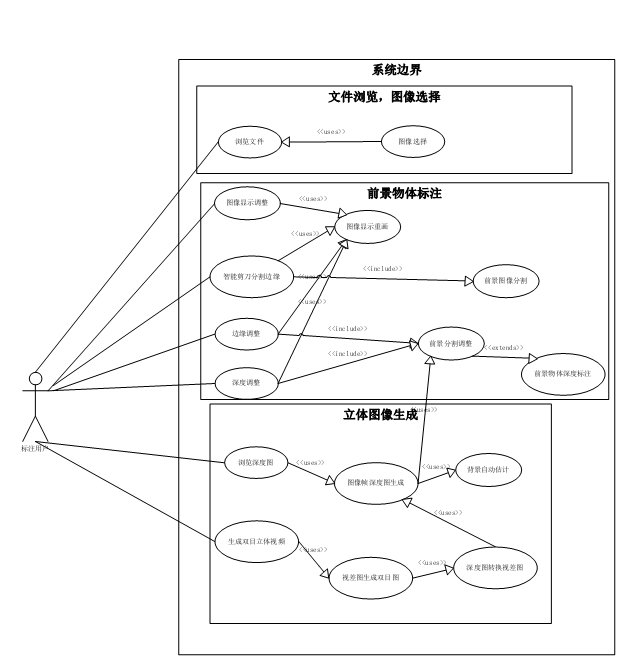 系统边界
文件浏览，图像选择
浏览文件
<<uses>>
图像选择
前景物体标注
图像显示调整
<<uses>>
图像显示重画
<<uses>>
智能剪刀分割边缘
<<uses>>
<<include>>
前景图像分割
<<uses>>
边缘调整
<<include>>
前景分割调整
<<extends>>
<<include>>
深度调整
前景物体深度标注
立体图像生成
<<uses>>
标注用户
浏览深度图
<<uses>>
图像帧深度图生成
<<uses>>
背景自动估计
<<uses>>
生成双目立体视频
<<uses>>
视差图生成双目图
<<uses>>
深度图转换视差图